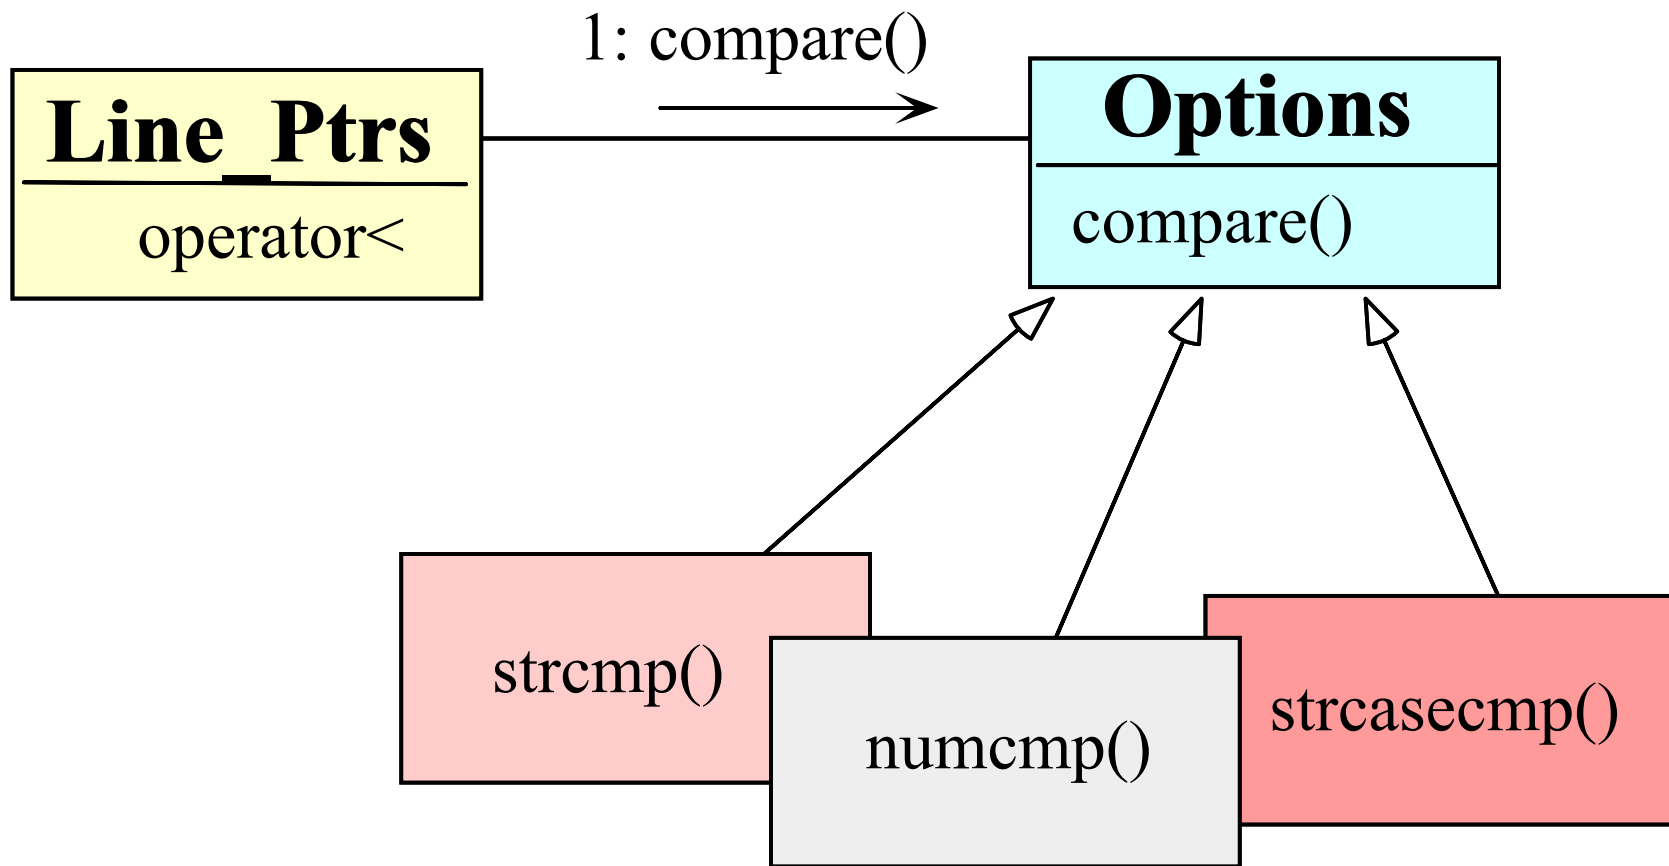 1: compare()
Line_Ptrs
operator<
Options
compare()
strcmp()
numcmp()
strcasecmp()